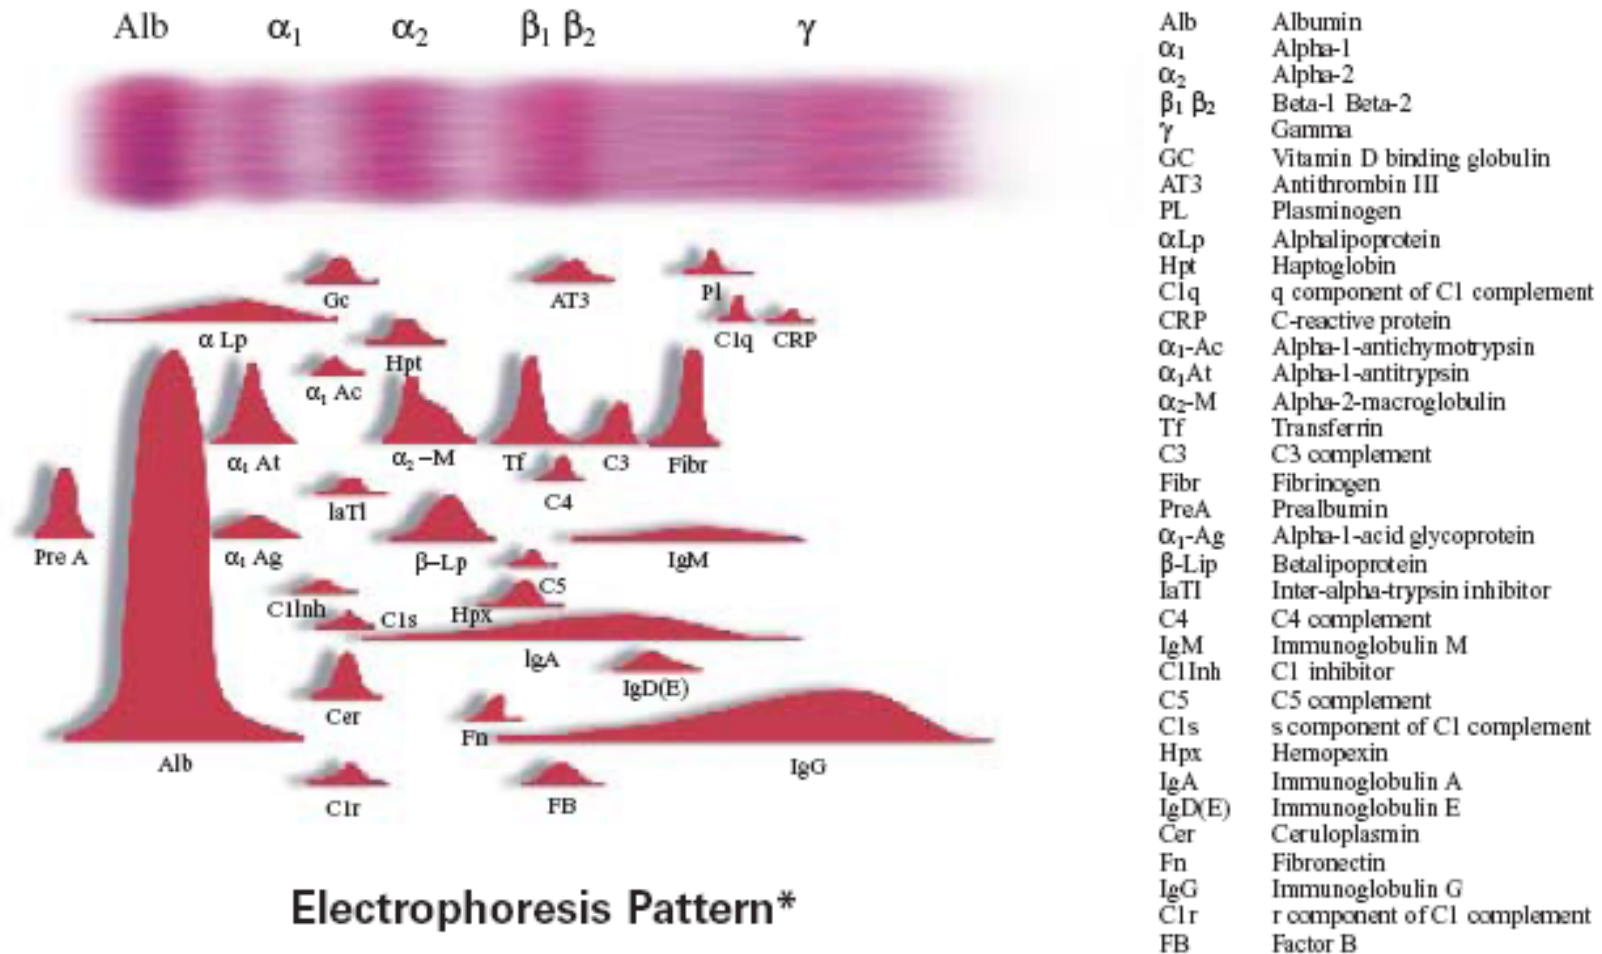 Alb α1 α2 β1 β2 γ
Gc
AT3
Pl
C1q CRP
α Lp
Hpt
α1 Ac
α1 At
α2 –M
Tf
C3
Fibr
C4
IaTI
Pre A
α1 Ag
β–Lp
IgM
C5
C1Inh
C1s
Hpx
IgA
IgD(E)
Cer
Fn
Alb
IgG
C1r
FB
Electrophoresis Pattern*
Alb Albumin
α1 Alpha-1
α2 Alpha-2
β1 β2 Beta-1 Beta-2
γ Gamma
GC Vitamin D binding globulin
AT3 Antithrombin III
PL Plasminogen
αLp Alphalipoprotein
Hpt Haptoglobin
C1q q component of C1 complement
CRP C-reactive protein
α1-Ac Alpha-1-antichymotrypsin
α1At Alpha-1-antitrypsin
α2-M Alpha-2-macroglobulin
Tf Transferrin
C3 C3 complement
Fibr Fibrinogen
PreA Prealbumin
α1-Ag Alpha-1-acid glycoprotein
β-Lip Betalipoprotein
IaTI Inter-alpha-trypsin inhibitor
C4 C4 complement
IgM Immunoglobulin M
C1Inh C1 inhibitor
C5 C5 complement
C1s s component of C1 complement
Hpx Hemopexin
IgA Immunoglobulin A
IgD(E) Immunoglobulin E
Cer Ceruloplasmin
Fn Fibronectin
IgG Immunoglobulin G
C1r r component of C1 complement
FB Factor B